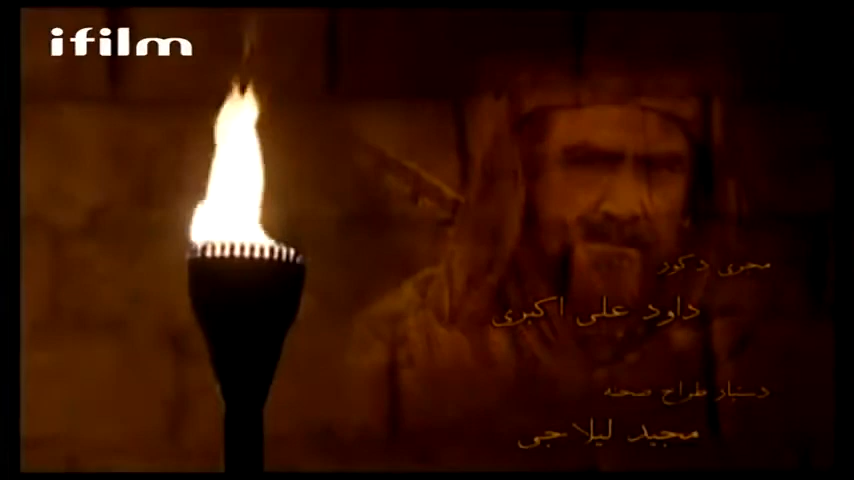 ifilm
مجری دکور
داود علی اکبری
دستیار طراح صحنه
مجید لیلاجی